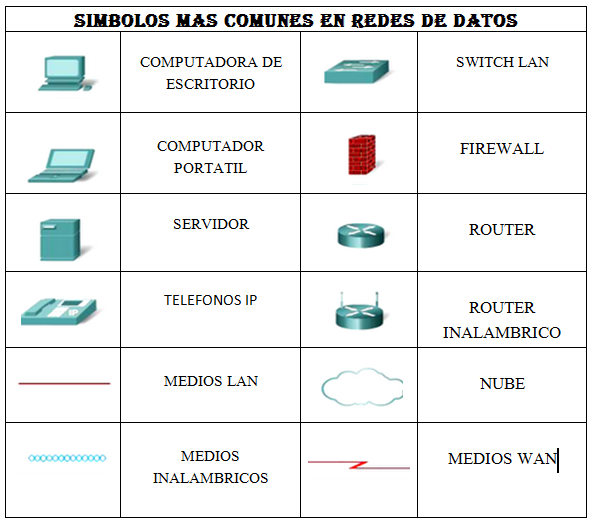 SIMBOLOS MAS COMUNES EN REDES DE DATOS
COMPUTADORA DE
ESCRITORIO
SWITCH LAN
COMPUTADOR
PORTATIL
FIREWALL
SERVIDOR
ROUTER
TELEFONOS IP
ROUTER
INALAMBRICO
MEDIOS LAN
NUBE
MEDIOS
INALAMBRICOS
MEDIOS WAN